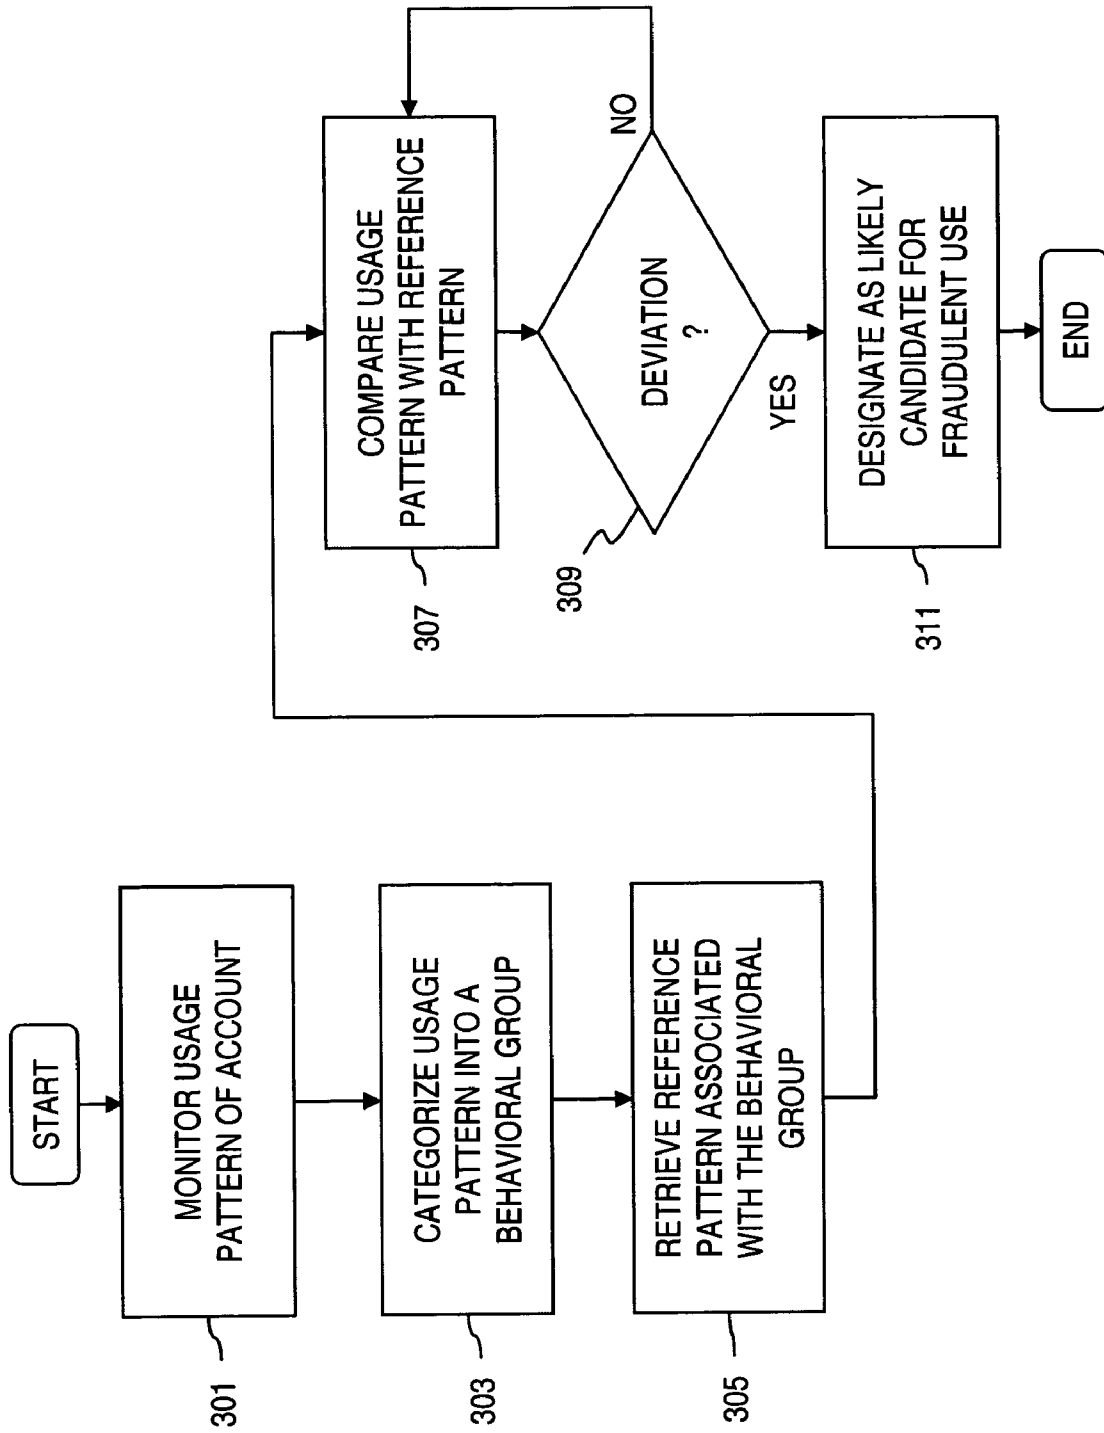 START
MONITOR USAGE
PATTERN OF ACCOUNT
301
CATEGORIZE USAGE
PATTERN INTO A
BEHAVIORAL GROUP
303
RETRIEVE REFERENCE
PATTERN ASSOCIATED
WITH THE BEHAVIORAL
GROUP
305
COMPARE USAGE
PATTERN WITH REFERENCE
PATTERN
307
DEVIATION
?
309
NO
YES
DESIGNATE AS LIKELY
CANDIDATE FOR
FRAUDULENT USE
311
END